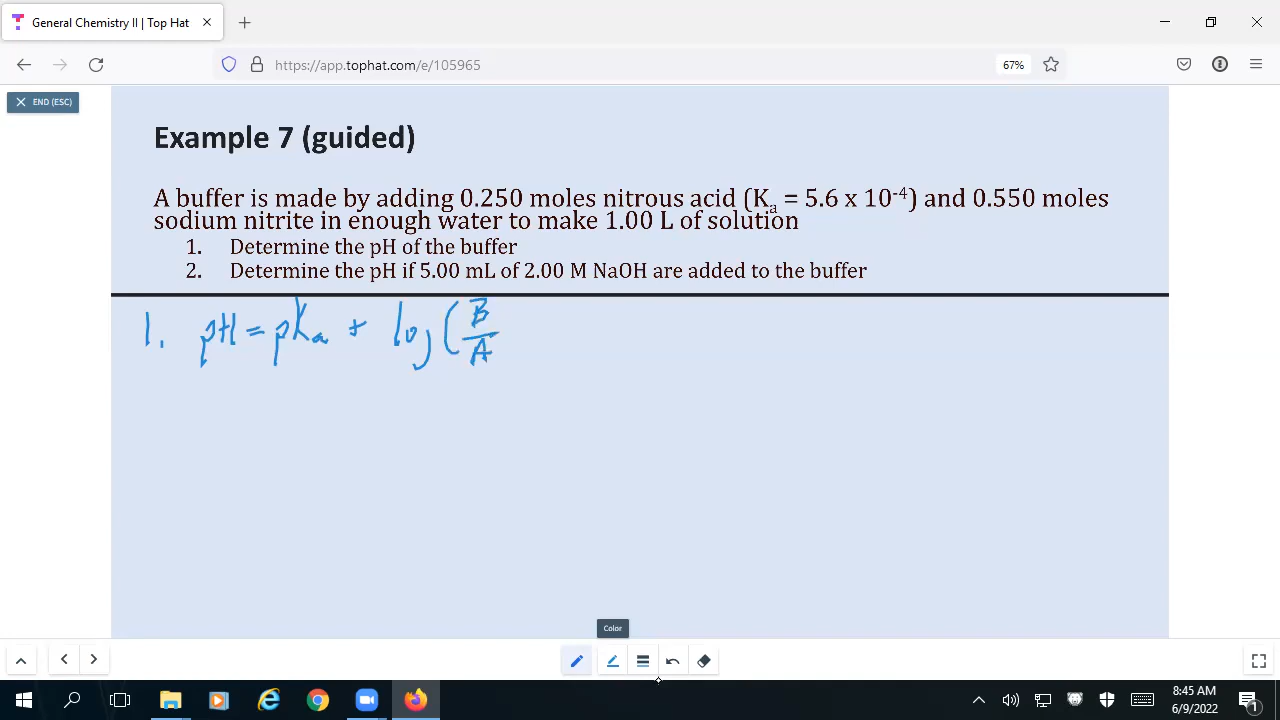 General Chemistry II | Top Hat
https://app.tophat.com/e/105965
67%
END (ESC)
Example 7 (guided)
A buffer is made by adding 0.250 moles nitrous acid (Ka = 5.6 x 10-4) and 0.550 moles
sodium nitrite in enough water to make 1.00 L of solution
1. Determine the pH of the buffer
2. Determine the pH if 5.00 mL of 2.00 M NaOH are added to the buffer
1. pH = pKa + log (B/A
Color
8:45 AM
6/9/2022
1